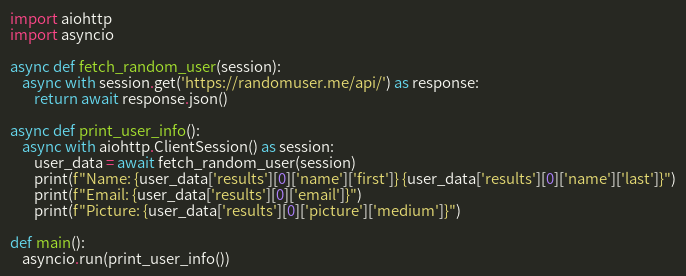 import aiohttp
import asyncio

async def fetch_random_user(session):
    async with session.get('https://randomuser.me/api/') as response:
        return await response.json()

async def print_user_info():
    async with aiohttp.ClientSession() as session:
        user_data = await fetch_random_user(session)
        print(f"Name: {user_data['results'][0]['name']['first']} {user_data['results'][0]['name']['last']}")
        print(f"Email: {user_data['results'][0]['email']}")
        print(f"Picture: {user_data['results'][0]['picture']['medium']}")

def main():
    asyncio.run(print_user_info())